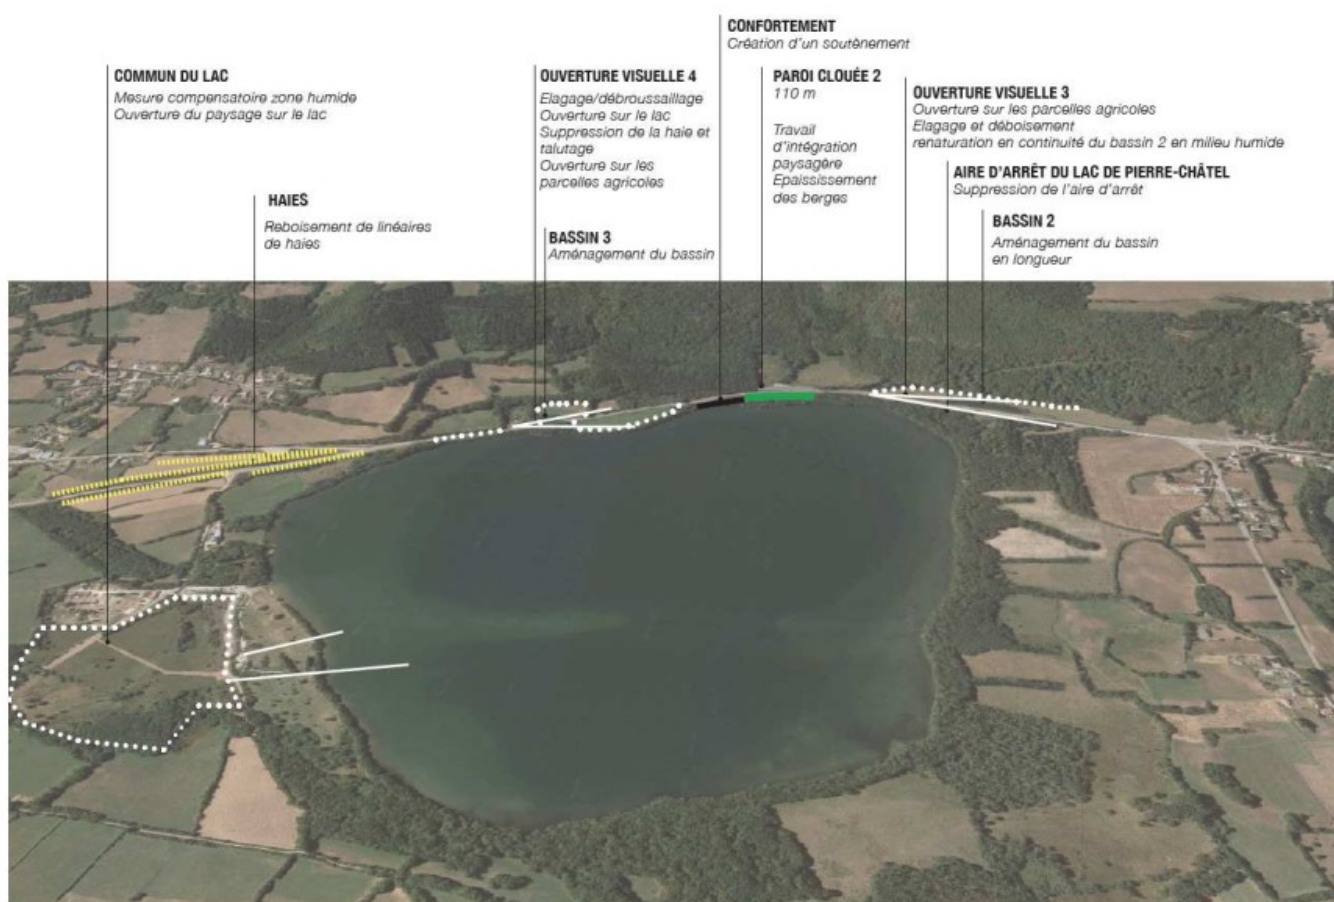 CONFORTEMENT
Création d'un soutènement
COMMUN DU LAC
Mesure compensatoire zone humide
Ouverture du paysage sur le lac
OUVERTURE VISUELLE 4
Elagage/débroussaillage
Ouverture sur le lac
Suppression de la haie et
talutage
Ouverture sur les
parcelles agricoles
PAROI CLOUÉE 2
110 m
Travail
d'intégration
paysagère
Epaississement
des berges
OUVERTURE VISUELLE 3
Ouverture sur les parcelles agricoles
Elagage et déboisement
renaturation en continuité du bassin 2 en milieu humide
AIRE D'ARRÊT DU LAC DE PIERRE-CHÂTEL
Suppression de l'aire d'arrêt
HAIES
Reboisement de linéaires
de haies
BASSIN 3
Aménagement du bassin
BASSIN 2
Aménagement du bassin
en longueur